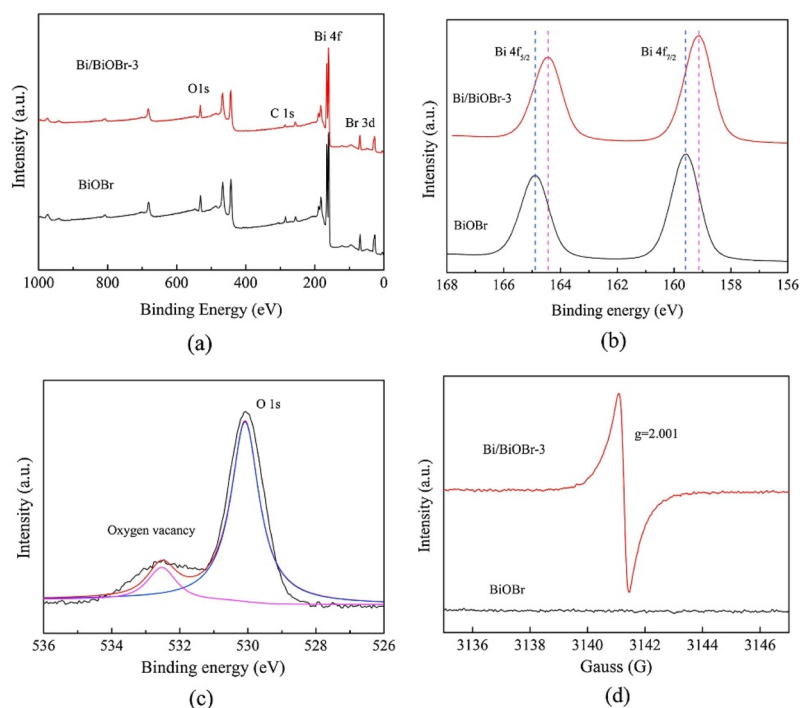 Bi 4f
Bi/BiOBr-3
O1s
C 1s
Br 3d
BiOBr
Intensity (a.u.)
1000 800 600 400 200 0
Binding Energy (eV)
(a)
Bi 4f5/2 Bi 4f7/2
Bi/BiOBr-3
BiOBr
Intensity (a.u.)
168 166 164 162 160 158 156
Binding energy (eV)
(b)
O 1s
Oxygen vacancy
Intensity (a.u.)
536 534 532 530 528 526
Binding energy (eV)
(c)
g=2.001
Bi/BiOBr-3
BiOBr
Intensity (a.u.)
3136 3138 3140 3142 3144 3146
Gauss (G)
(d)